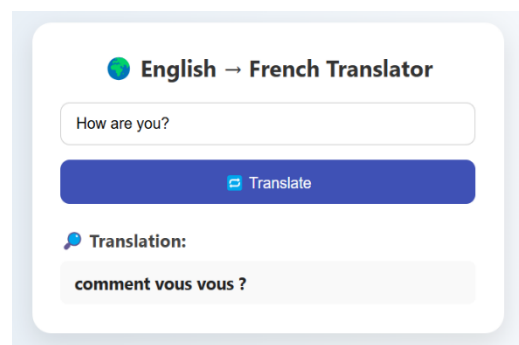 🌍 English → French Translator
How are you?
🔁 Translate
🔎 Translation:
comment vous vous ?